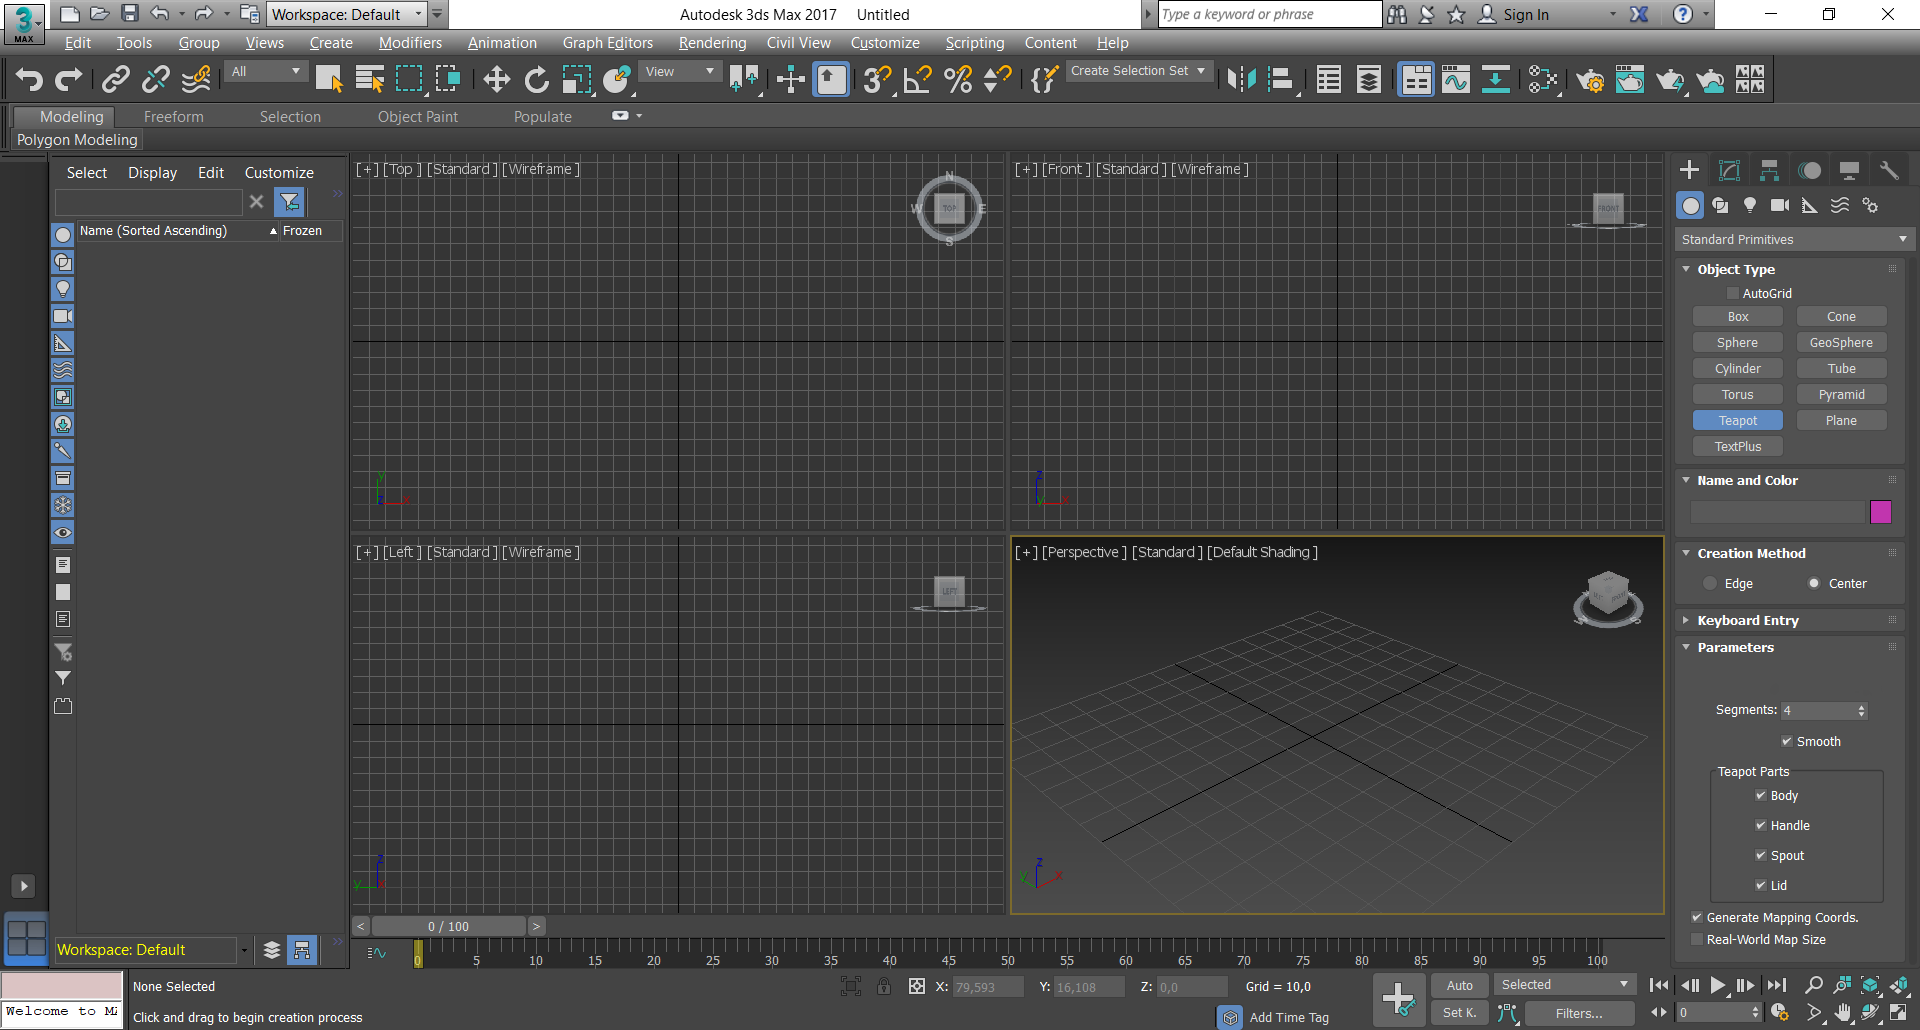 3
MAX
Workspace: Default
Autodesk 3ds Max 2017 Untitled
Type a keyword or phrase
Sign In
Edit Tools Group Views Create Modifiers Animation Graph Editors Rendering Civil View Customize Scripting Content Help
All
View
Create Selection Set
Modeling Freeform Selection Object Paint Populate
Polygon Modeling
Select Display Edit Customize
Name (Sorted Ascending) Frozen
[+] [Top ] [Standard ] [Wireframe ]
N
W TOP E
S
y
z x
[+] [Front ] [Standard ] [Wireframe ]
FRONT
z
y x
[+] [Left ] [Standard ] [Wireframe ]
LEFT
z
y x
[+] [Perspective ] [Standard ] [Default Shading ]
z
y x
Standard Primitives
Object Type
AutoGrid
Box Cone
Sphere GeoSphere
Cylinder Tube
Torus Pyramid
Teapot Plane
TextPlus
Name and Color
Creation Method
Edge Center
Keyboard Entry
Parameters
Segments: 4
Smooth
Teapot Parts
Body
Handle
Spout
Lid
Generate Mapping Coords.
Real-World Map Size
< 0 / 100 >
Workspace: Default
0 5 10 15 20 25 30 35 40 45 50 55 60 65 70 75 80 85 90 95 100
None Selected
X: 79,593 Y: 16,108 Z: 0,0 Grid = 10,0
Auto Selected
Welcome to
Click and drag to begin creation process
Add Time Tag
Set K. Filters...
0